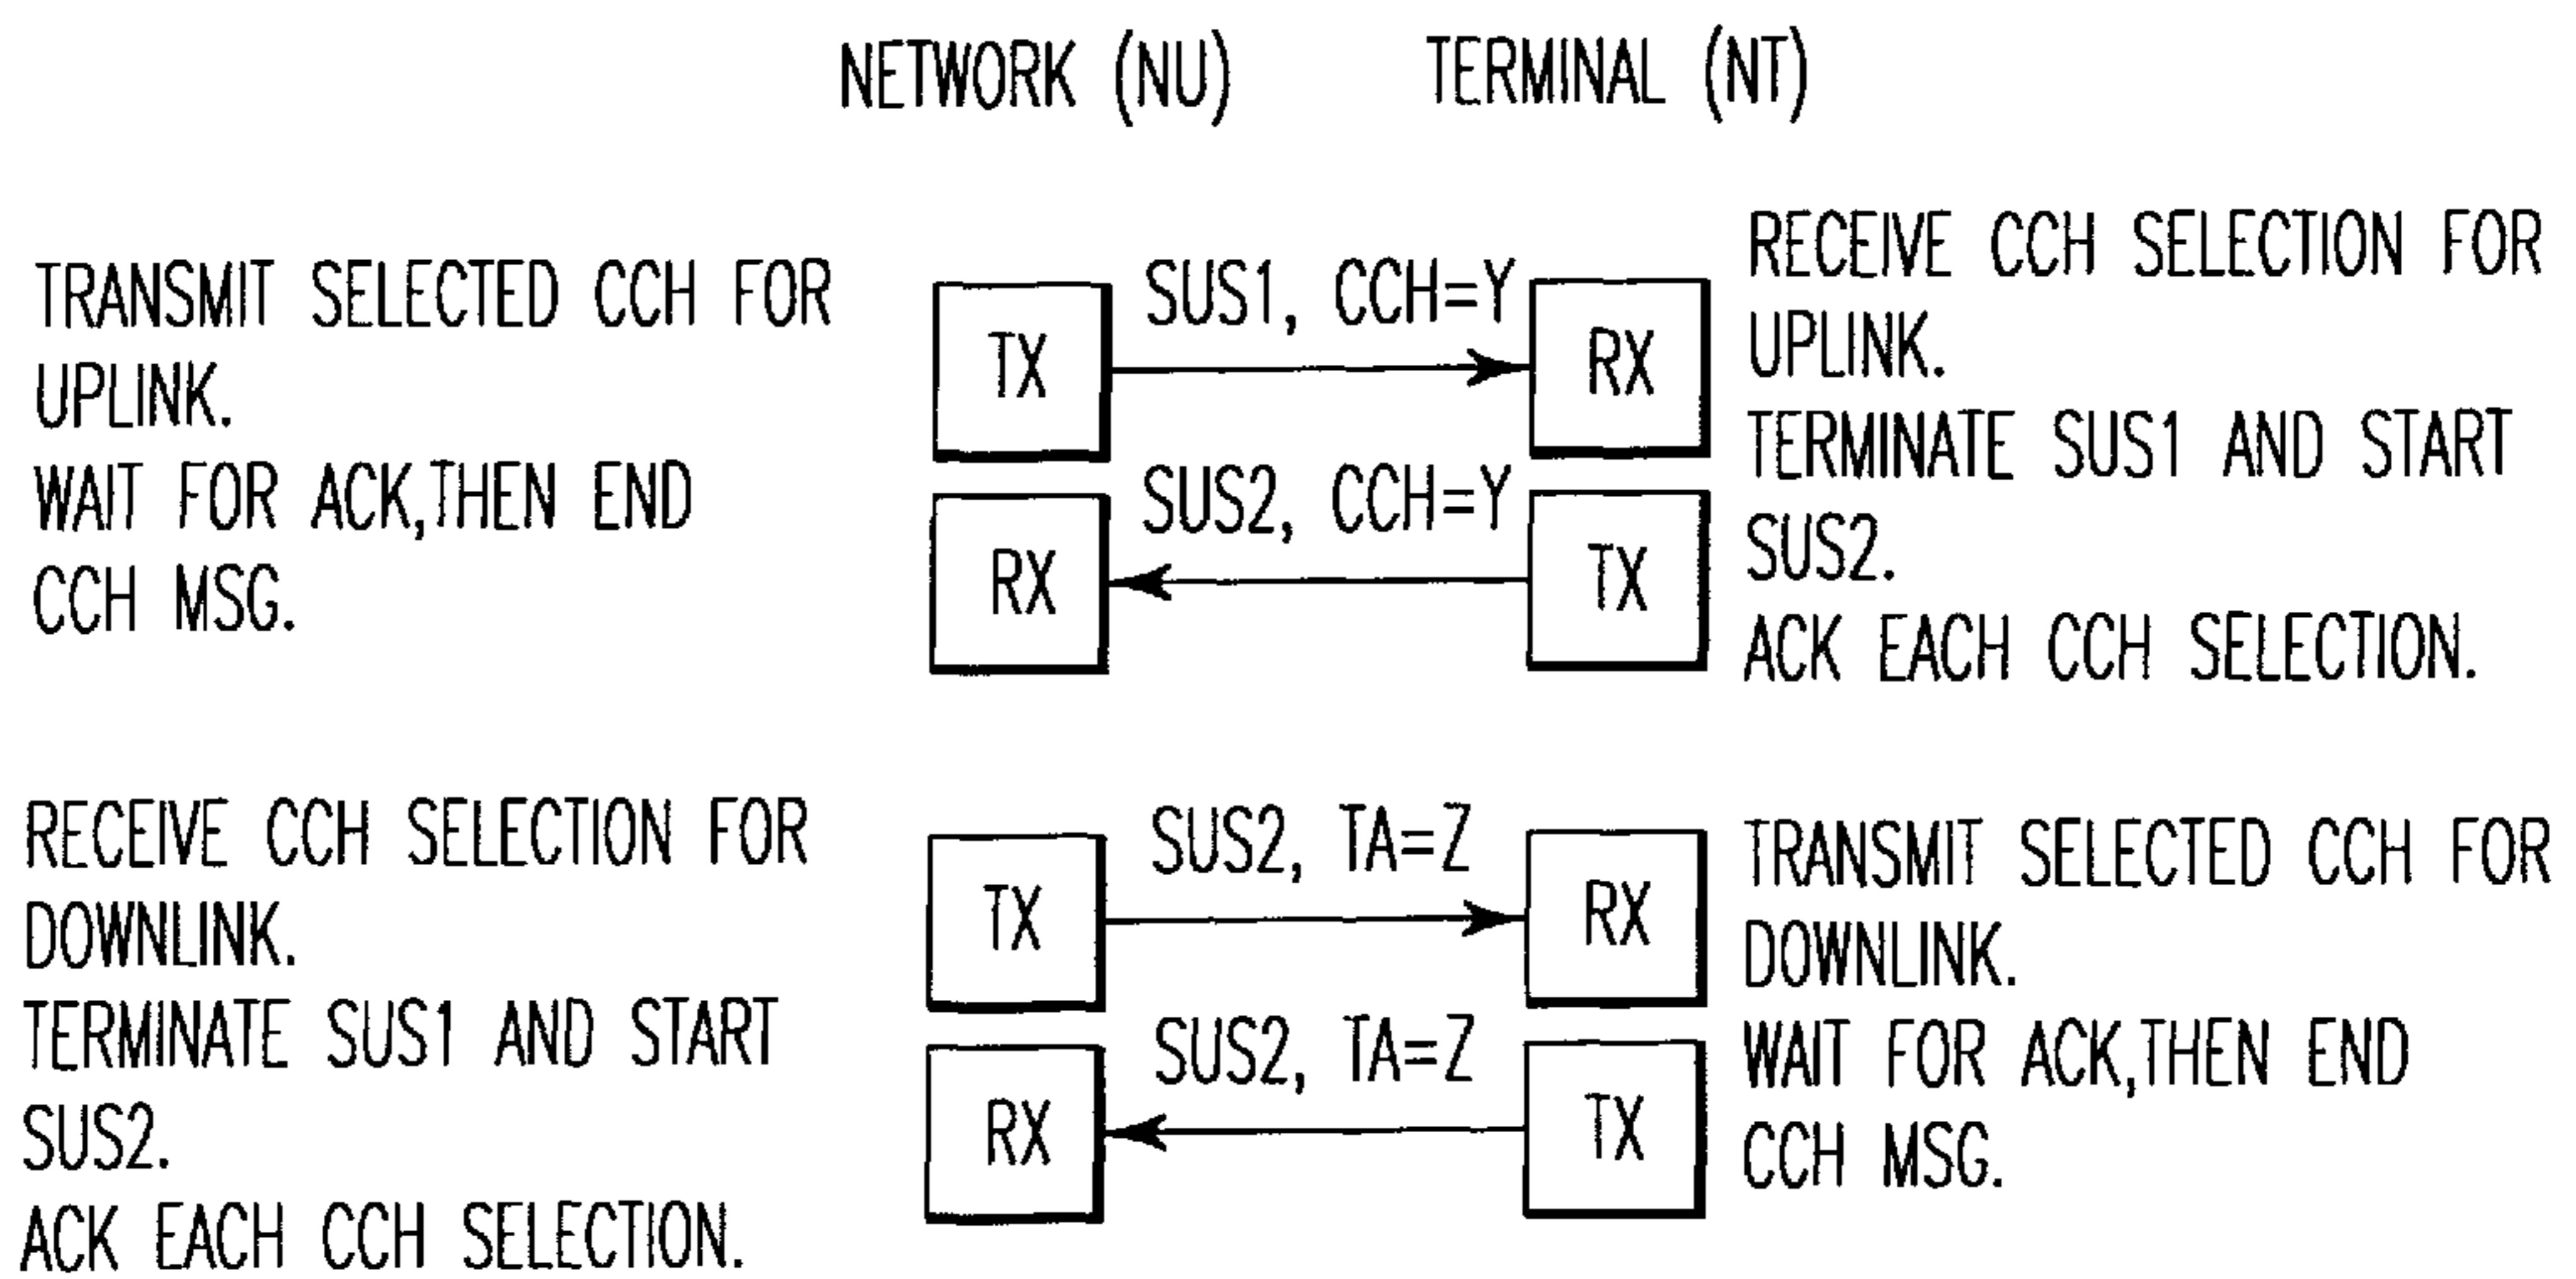 NETWORK (NU)
TERMINAL (NT)
TRANSMIT SELECTED CCH FOR
UPLINK.
WAIT FOR ACK,THEN END
CCH MSG.
TX
SUS1, CCH=Y
RX
RX
SUS2, CCH=Y
TX
RECEIVE CCH SELECTION FOR
UPLINK.
TERMINATE SUS1 AND START
SUS2.
ACK EACH CCH SELECTION.
RECEIVE CCH SELECTION FOR
DOWNLINK.
TERMINATE SUS1 AND START
SUS2.
ACK EACH CCH SELECTION.
TX
SUS2, TA=Z
RX
RX
SUS2, TA=Z
TX
TRANSMIT SELECTED CCH FOR
DOWNLINK.
WAIT FOR ACK,THEN END
CCH MSG.